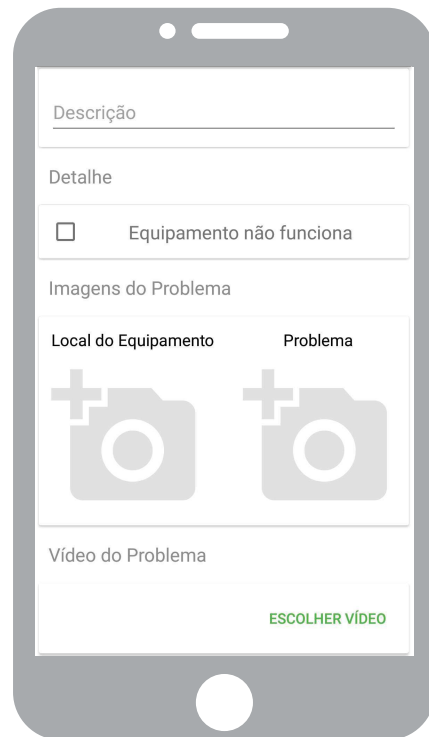 Descrição
Detalhe
Equipamento não funciona
Imagens do Problema
Local do Equipamento Problema
Vídeo do Problema
ESCOLHER VÍDEO